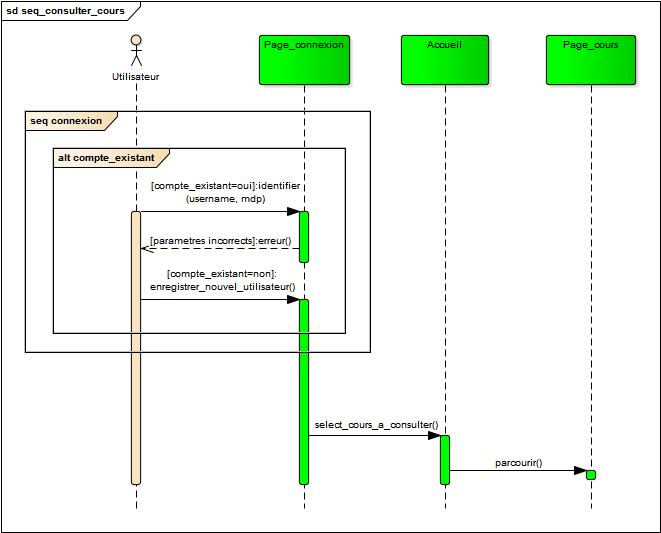 sd seq_consulter_cours
Utilisateur
Page_connexion
Accueil
Page_cours
seq connexion
alt compte_existant
[compte_existant=oui]:identifier
(username, mdp)
[parametres incorrects]:erreur()
[compte_existant=non]:
enregistrer_nouvel_utilisateur()
select_cours_a_consulter()
parcourir()